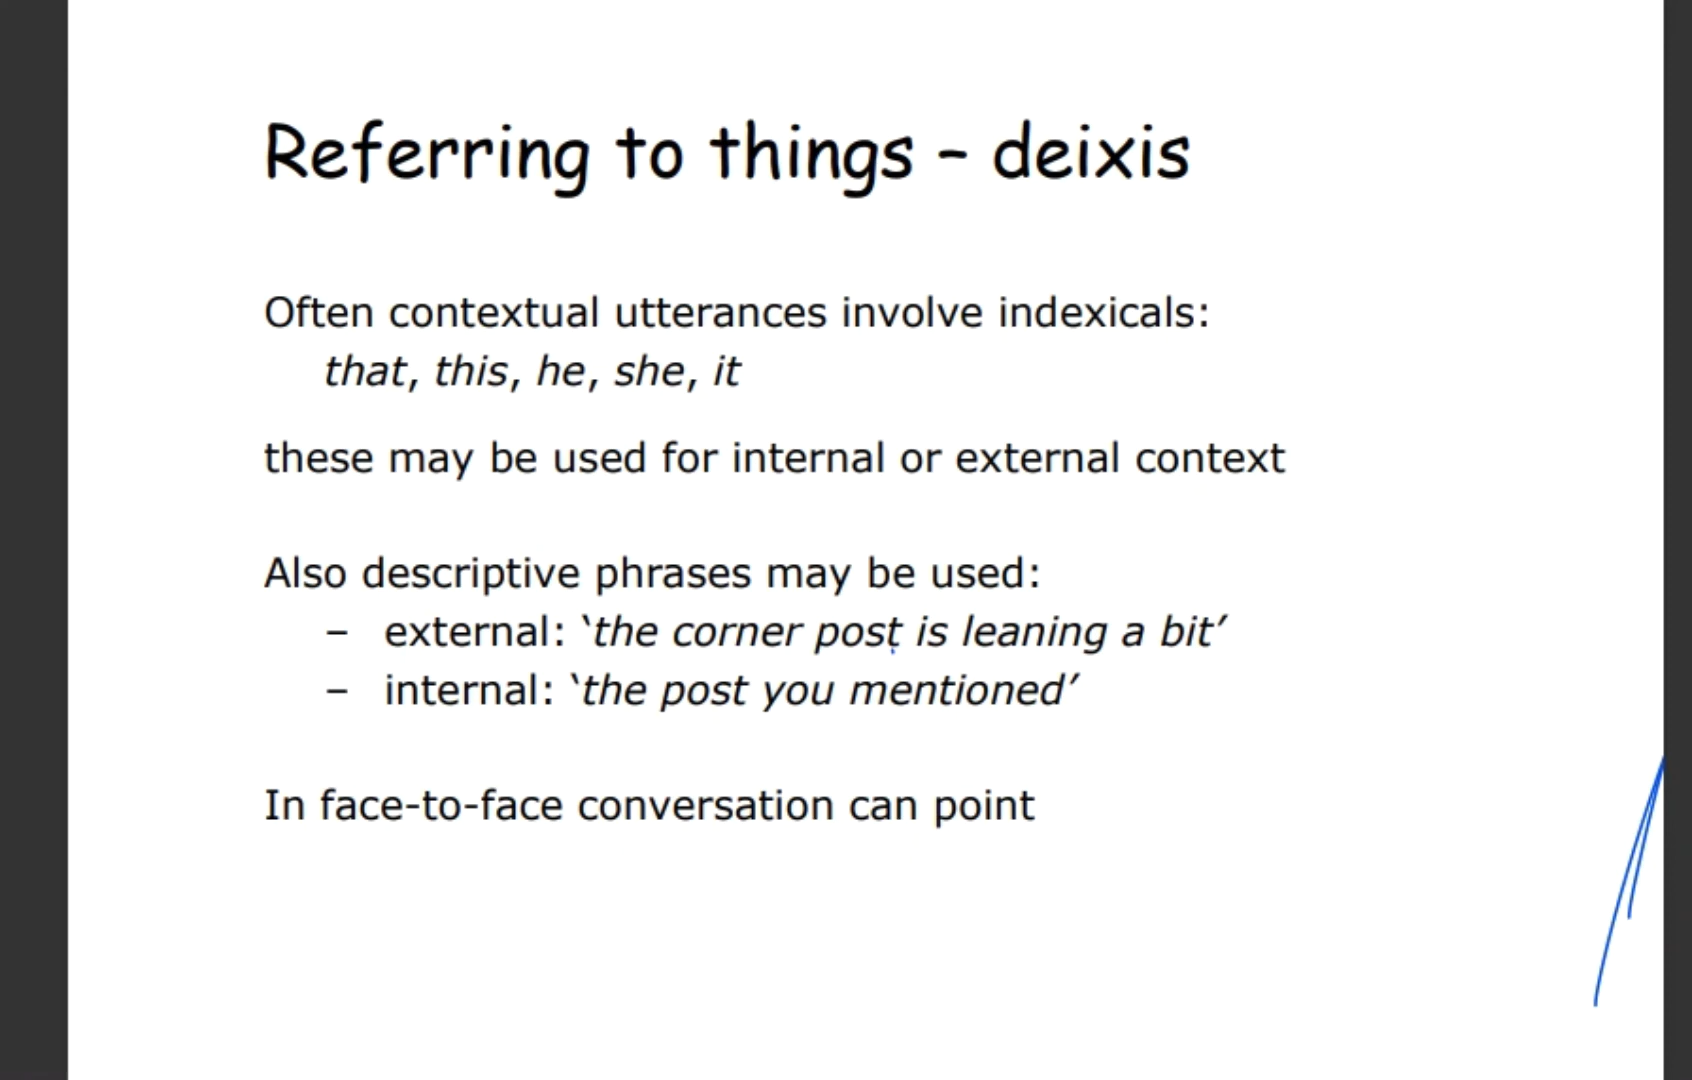 Referring to things – deixis
Often contextual utterances involve indexicals:
that, this, he, she, it
these may be used for internal or external context
Also descriptive phrases may be used:
– external: ‘the corner post is leaning a bit’
– internal: ‘the post you mentioned’
In face-to-face conversation can point